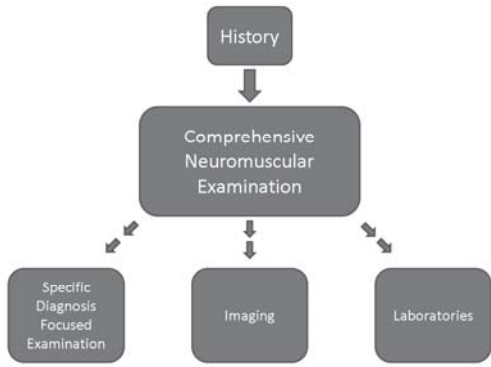 History
Comprehensive
Neuromuscular
Examination
Specific
Diagnosis
Focused
Examination
Imaging
Laboratories